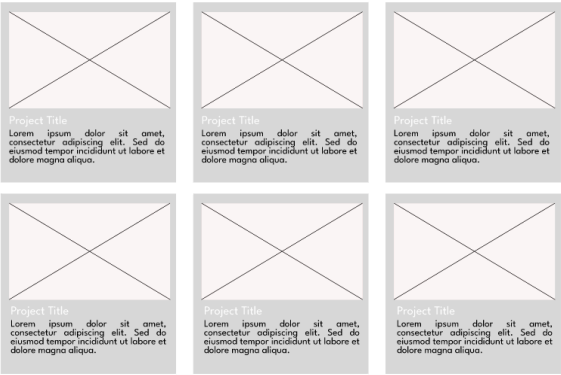 Project Title
Lorem ipsum dolor sit amet,
consectetur adipiscing elit. Sed do
eiusmod tempor incididunt ut labore et
dolore magna aliqua.
Project Title
Lorem ipsum dolor sit amet,
consectetur adipiscing elit. Sed do
eiusmod tempor incididunt ut labore et
dolore magna aliqua.
Project Title
Lorem ipsum dolor sit amet,
consectetur adipiscing elit. Sed do
eiusmod tempor incididunt ut labore et
dolore magna aliqua.
Project Title
Lorem ipsum dolor sit amet,
consectetur adipiscing elit. Sed do
eiusmod tempor incididunt ut labore et
dolore magna aliqua.
Project Title
Lorem ipsum dolor sit amet,
consectetur adipiscing elit. Sed do
eiusmod tempor incididunt ut labore et
dolore magna aliqua.
Project Title
Lorem ipsum dolor sit amet,
consectetur adipiscing elit. Sed do
eiusmod tempor incididunt ut labore et
dolore magna aliqua.